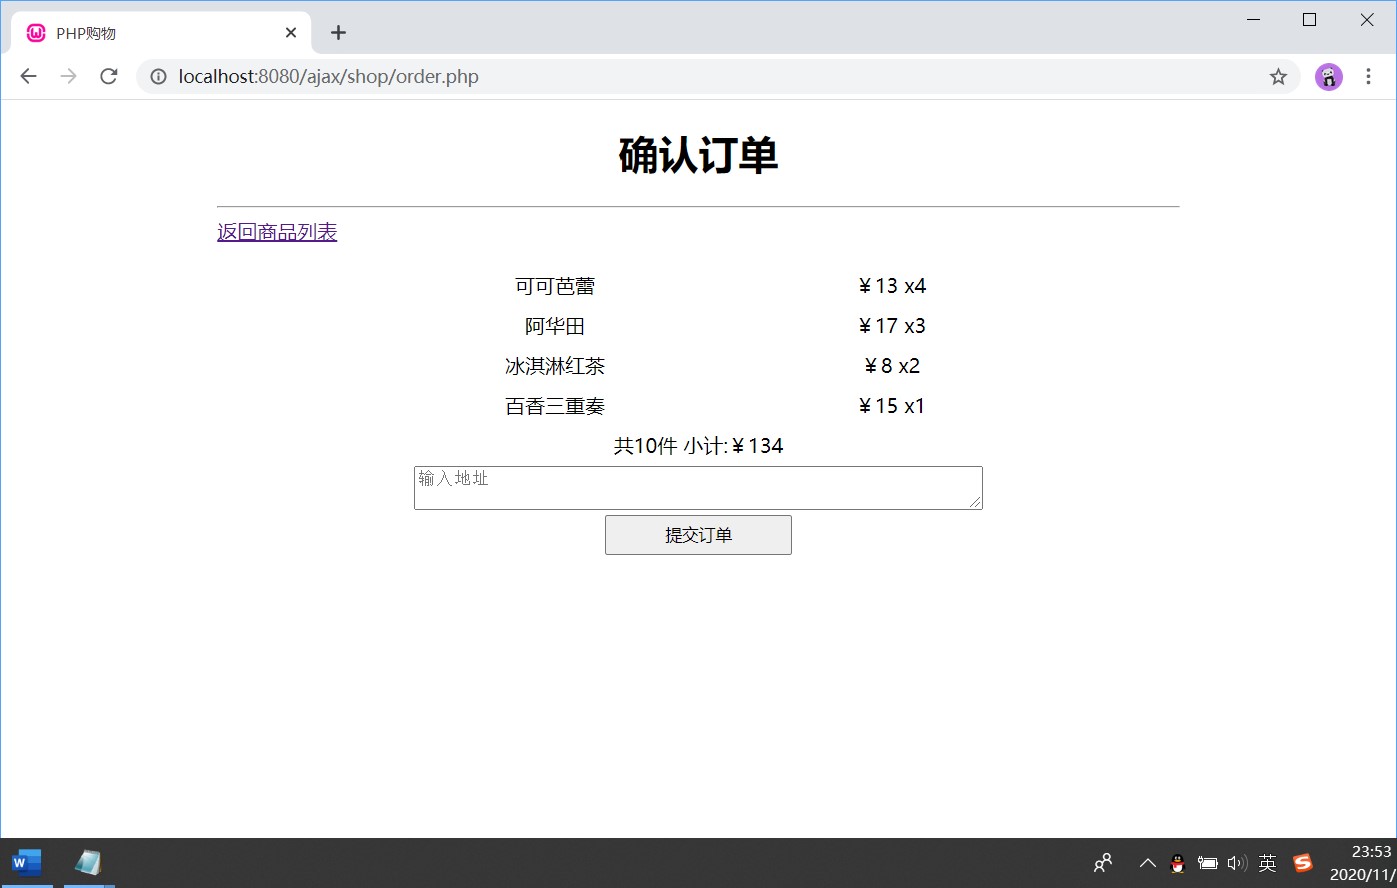 PHP购物
localhost:8080/ajax/shop/order.php
确认订单
返回商品列表
可可芭蕾 ￥13 x4
阿华田 ￥17 x3
冰淇淋红茶 ￥8 x2
百香三重奏 ￥15 x1
共10件 小计:￥134
输入地址
提交订单
英
23:53
2020/11/